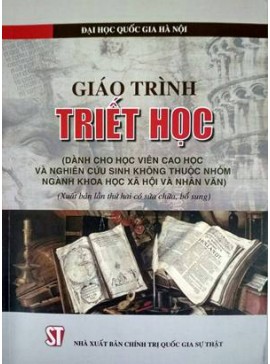 ĐẠI HỌC QUỐC GIA HÀ NỘI
GIÁO TRÌNH
TRIẾT HỌC
(DÀNH CHO HỌC VIÊN CAO HỌC
VÀ NGHIÊN CỨU SINH KHÔNG THUỘC NHÓM
NGÀNH KHOA HỌC XÃ HỘI VÀ NHÂN VĂN)
(Xuất bản lần thứ hai có sửa chữa, bổ sung)
ST
NHÀ XUẤT BẢN CHÍNH TRỊ QUỐC GIA SỰ THẬT